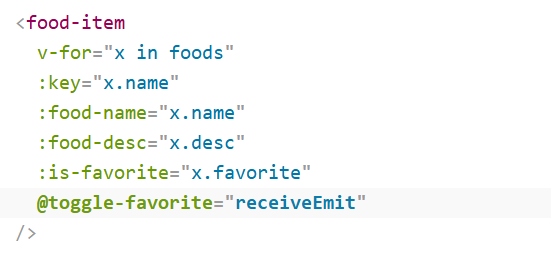 <food-item
v-for="x in foods"
:key="x.name"
:food-name="x.name"
:food-desc="x.desc"
:is-favorite="x.favorite"
@toggle-favorite="receiveEmit"
/>